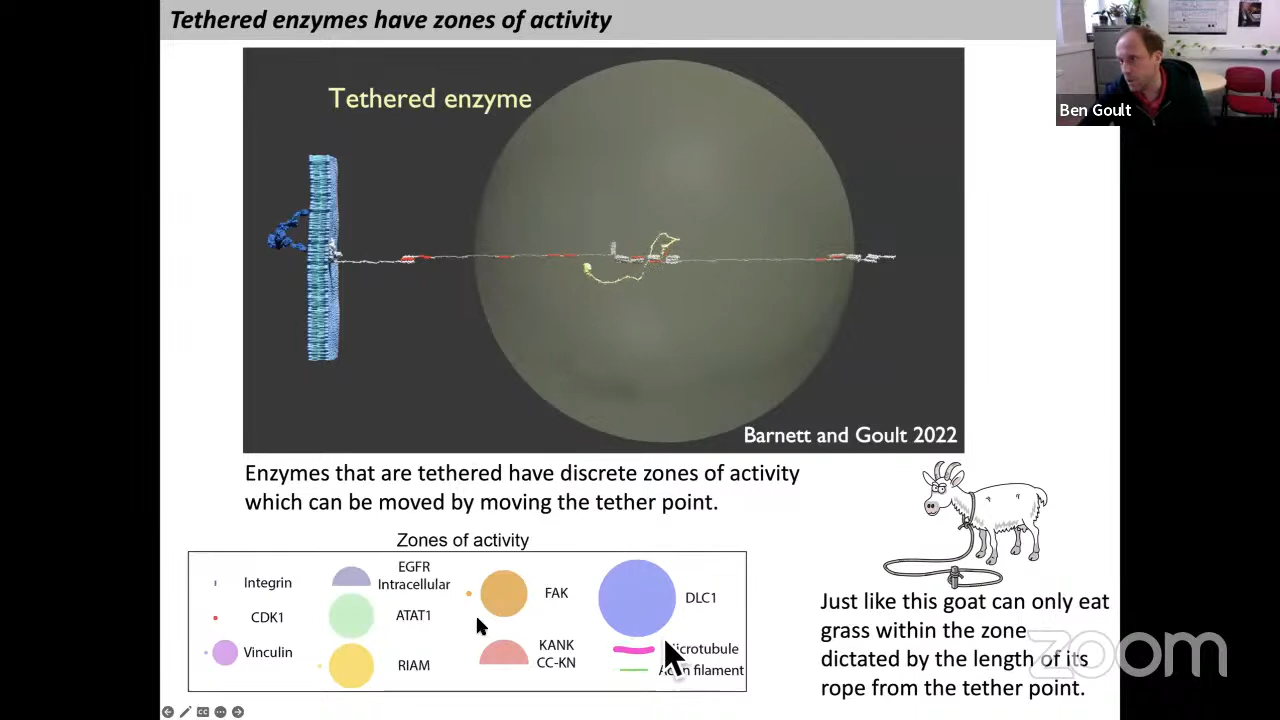 Tethered enzymes have zones of activity
Ben Goult
Tethered enzyme
Barnett and Goult 2022
Enzymes that are tethered have discrete zones of activity
which can be moved by moving the tether point.
Zones of activity
Integrin
CDK1
Vinculin
EGFR
Intracellular
ATAT1
RIAM
FAK
KANK
CC-KN
DLC1
icrotubule
filament
Just like this goat can only eat
grass within the zone
dictated by the length of its
rope from the tether point.
zoom